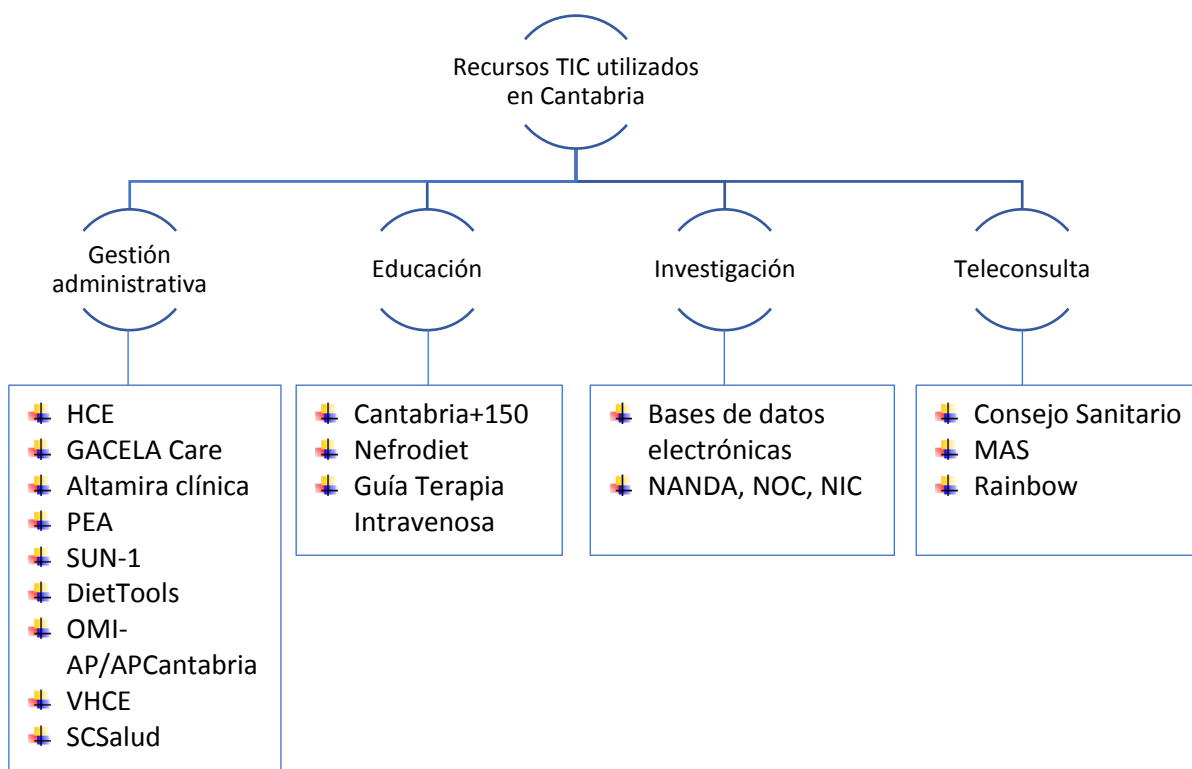 Recursos TIC utilizados
en Cantabria
Gestión
administrativa
Educación
Investigación
Teleconsulta
HCE
GACELA Care
Altamira clínica
PEA
SUN-1
DietTools
OMI-
AP/APCantabria
VHCE
SCSalud
Cantabria+150
Nefrodiet
Guía Terapia
Intravenosa
Bases de datos
electrónicas
NANDA, NOC, NIC
Consejo Sanitario
MAS
Rainbow